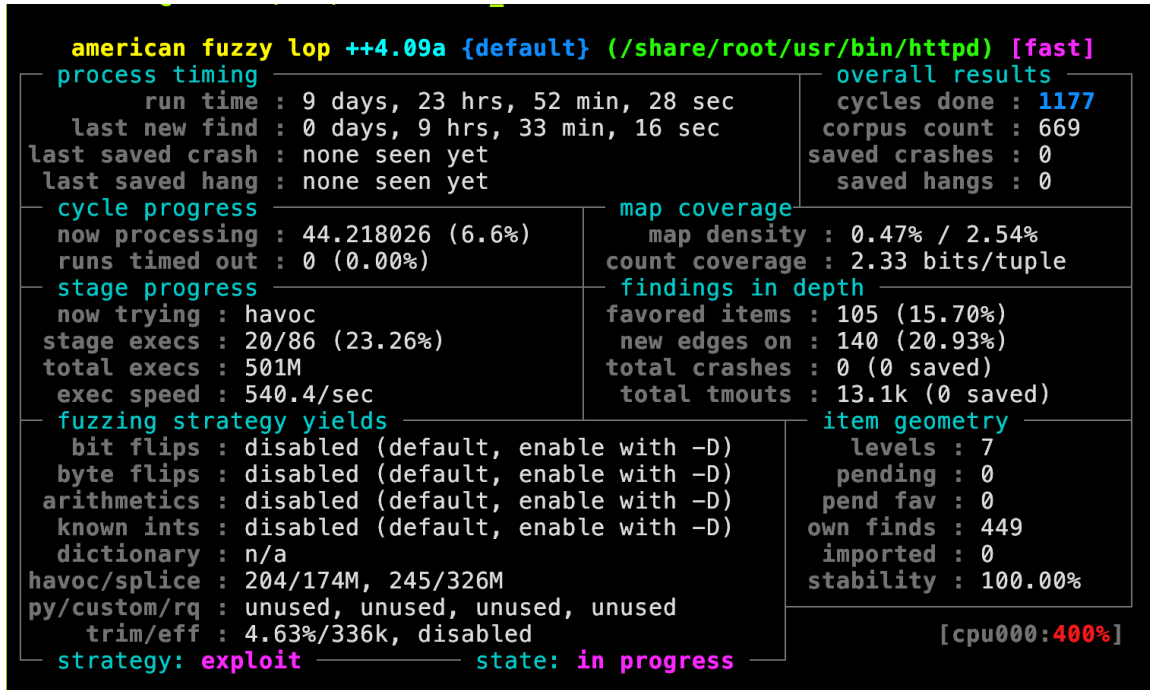 american fuzzy lop ++4.09a {default} (/share/root/usr/bin/httpd) [fast]
process timing
run time : 9 days, 23 hrs, 52 min, 28 sec
last new find : 0 days, 9 hrs, 33 min, 16 sec
last saved crash : none seen yet
last saved hang : none seen yet
overall results
cycles done : 1177
corpus count : 669
saved crashes : 0
saved hangs : 0
cycle progress
now processing : 44.218026 (6.6%)
runs timed out : 0 (0.00%)
map coverage
map density : 0.47% / 2.54%
count coverage : 2.33 bits/tuple
stage progress
now trying : havoc
stage execs : 20/86 (23.26%)
total execs : 501M
exec speed : 540.4/sec
findings in depth
favored items : 105 (15.70%)
new edges on : 140 (20.93%)
total crashes : 0 (0 saved)
total tmouts : 13.1k (0 saved)
fuzzing strategy yields
bit flips : disabled (default, enable with -D)
byte flips : disabled (default, enable with -D)
arithmetics : disabled (default, enable with -D)
known ints : disabled (default, enable with -D)
dictionary : n/a
havoc/splice : 204/174M, 245/326M
py/custom/rq : unused, unused, unused, unused
trim/eff : 4.63%/336k, disabled
item geometry
levels : 7
pending : 0
pend fav : 0
own finds : 449
imported : 0
stability : 100.00%
[cpu000:400%]
strategy: exploit
state: in progress